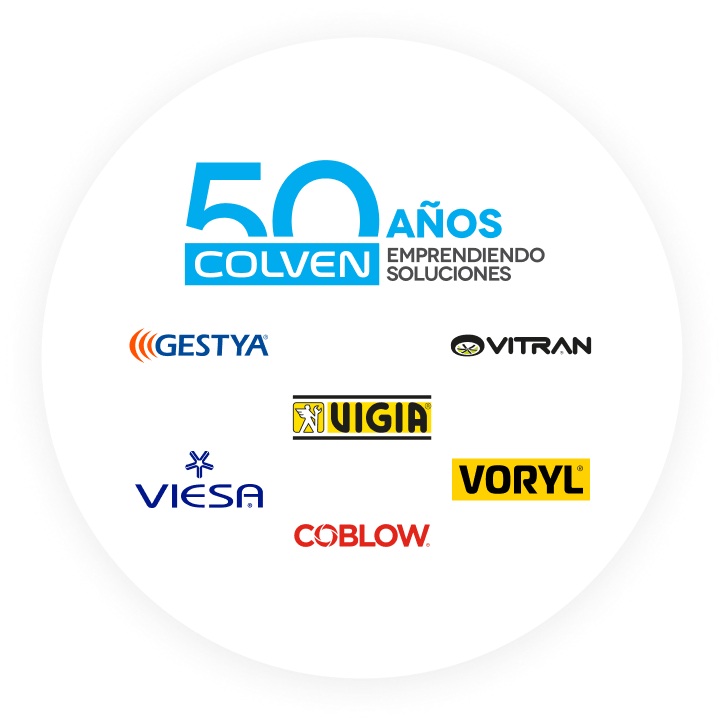 50 AÑOS
COLVEN EMPRENDIENDO
SOLUCIONES
GESTYA®
VITRAN®
VIGIA®
VIESA®
VORYL®
COBLOW®